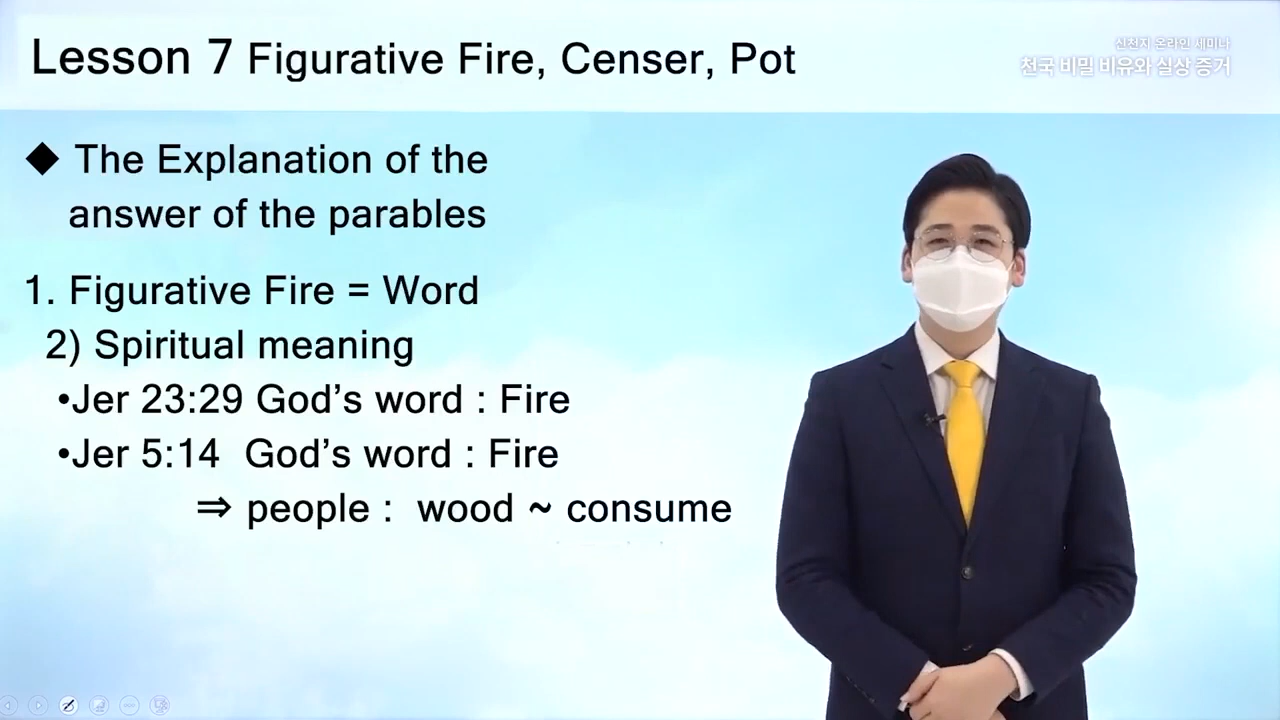 Lesson 7 Figurative Fire, Censer, Pot
신천지 온라인 세미나
천국 비밀 비유와 실상 증거
◆ The Explanation of the
answer of the parables
1. Figurative Fire = Word
2) Spiritual meaning
•Jer 23:29 God’s word : Fire
•Jer 5:14 God’s word : Fire
⇒ people : wood ~ consume